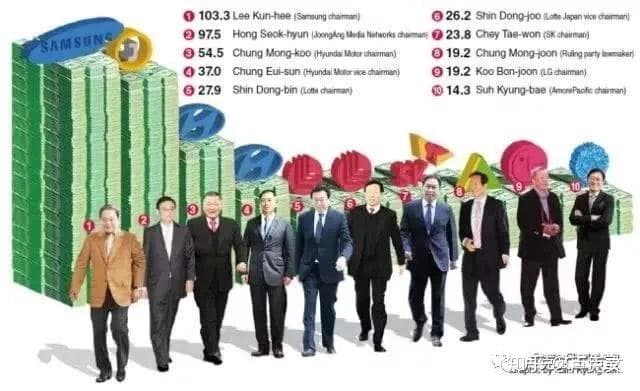 ① 103.3 Lee Kun-hee (Samsung chairman)
② 97.5 Hong Seok-hyun (JoongAng Media Networks chairman)
③ 54.5 Chung Mong-koo (Hyundai Motor chairman)
④ 37.0 Chung Eui-sun (Hyundai Motor vice chairman)
⑤ 27.9 Shin Dong-bin (Lotte chairman)
⑥ 26.2 Shin Dong-joo (Lotte Japan vice chairman)
⑦ 23.8 Chey Tae-won (SK chairman)
⑧ 19.2 Chung Mong-joon (Ruling party lawmaker)
⑨ 19.2 Koo Bon-joon (LG chairman)
⑩ 14.3 Suh Kyung-bae (AmorePacific chairman)
SAMSUNG
1
2
3
4
5
6
7
8
9
10